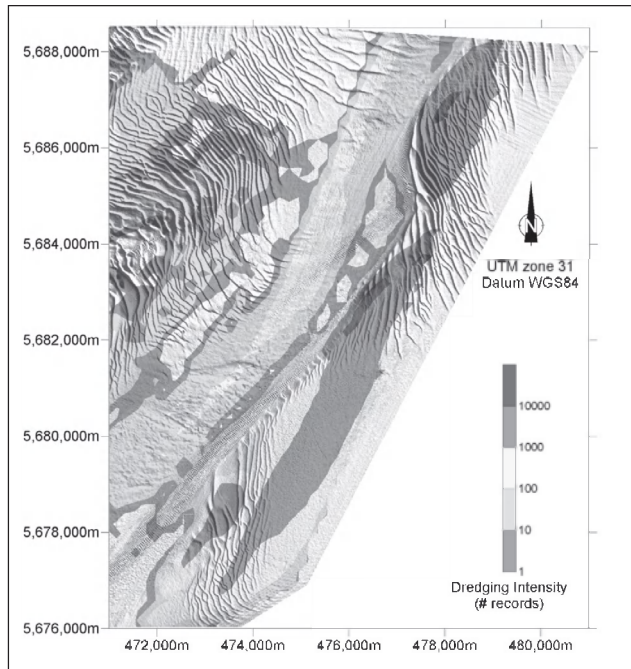 5,688,000m
5,686,000m
5,684,000m
5,682,000m
5,680,000m
5,678,000m
5,676,000m
472,000m 474,000m 476,000m 478,000m 480,000m
N
UTM zone 31
Datum WGS84
10000
1000
100
10
1
Dredging Intensity
(# records)